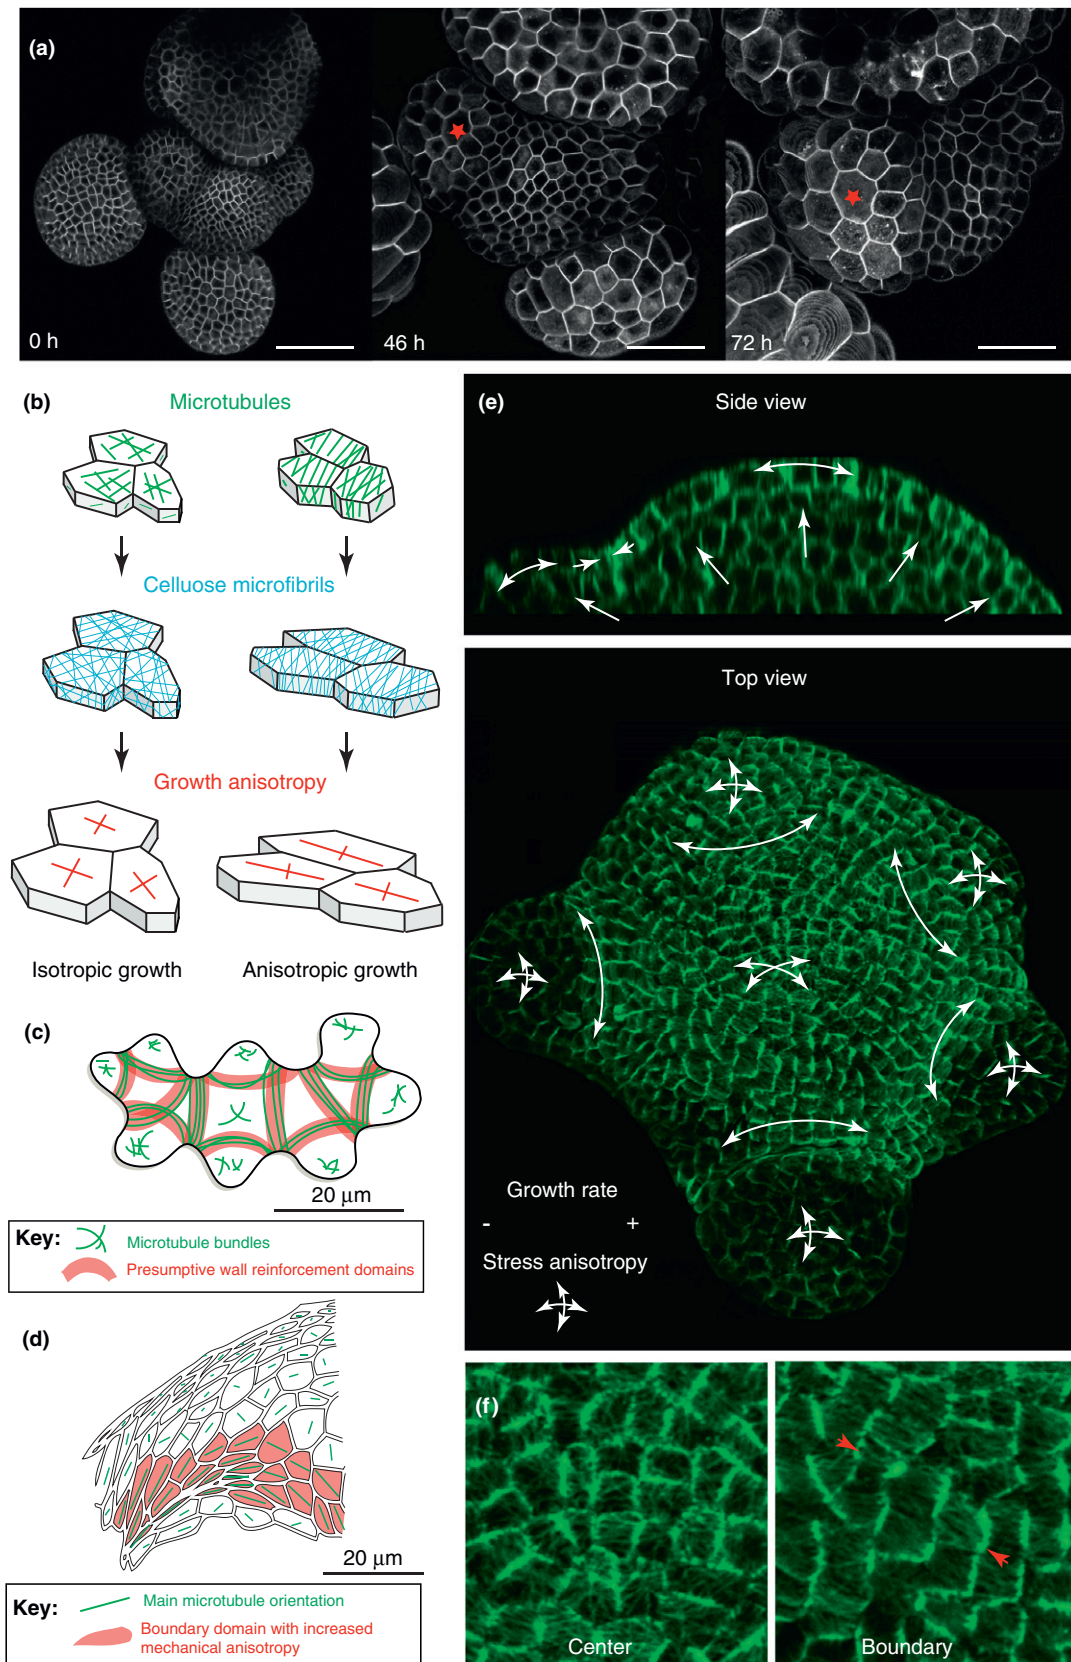 (a)
0 h
46 h
72 h
(b)
Microtubules
Celluose microfibrils
Growth anisotropy
Isotropic growth
Anisotropic growth
(c)
20 μm
Key:
Microtubule bundles
Presumptive wall reinforcement domains
(d)
20 μm
Key:
Main microtubule orientation
Boundary domain with increased
mechanical anisotropy
(e)
Side view
Top view
Growth rate
- +
Stress anisotropy
(f)
Center
Boundary